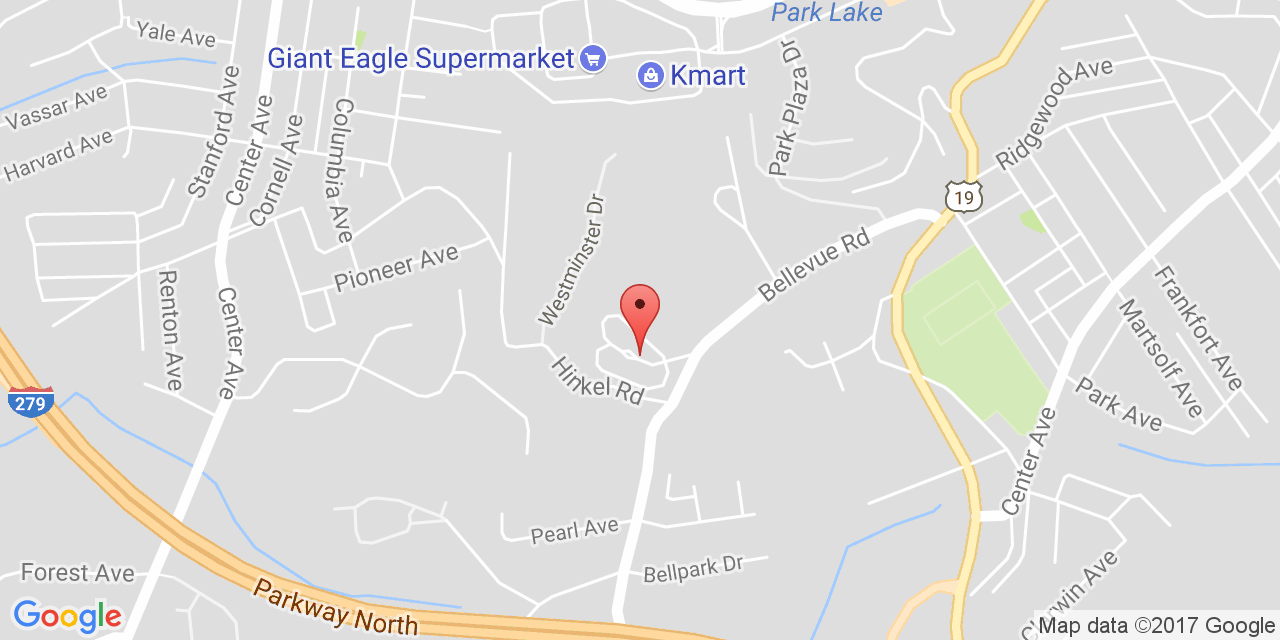 Park Lake
Yale Ave
Giant Eagle Supermarket
Kmart
Vassar Ave
Stanford Ave
Center Ave
Cornell Ave
Columbia Ave
Park Plaza Dr
Ridgewood Ave
Harvard Ave
19
Pioneer Ave
Westminster Dr
Bellevue Rd
Renton Ave
Center Ave
Hinkel Rd
Frankfort Ave
Martsolf Ave
Park Ave
279
Center Ave
Pearl Ave
Bellpark Dr
Forest Ave
Parkway North
Google
Map data ©2017 Google